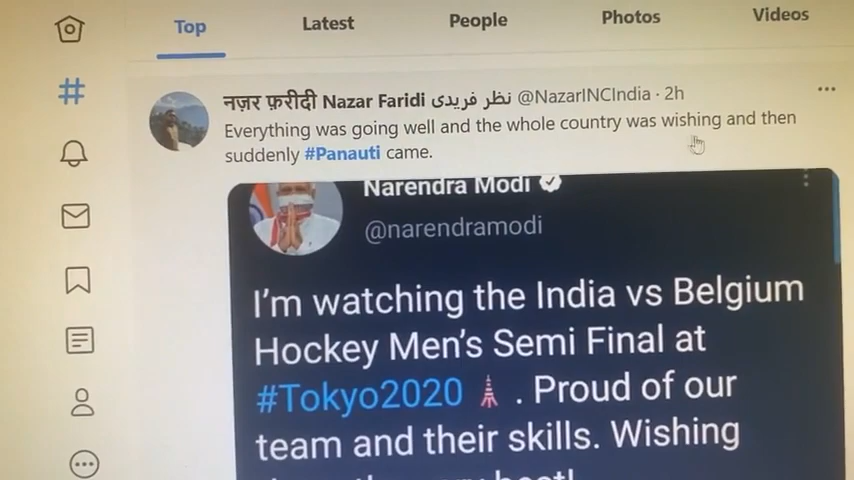 Top Latest People Photos Videos
नज़र फ़रीदी Nazar Faridi نظر فریدی @NazarINCIndia · 2h
Everything was going well and the whole country was wishing and then
suddenly #Panauti came.
Narendra Modi
@narendramodi
I'm watching the India vs Belgium
Hockey Men's Semi Final at
#Tokyo2020 . Proud of our
team and their skills. Wishing
best!